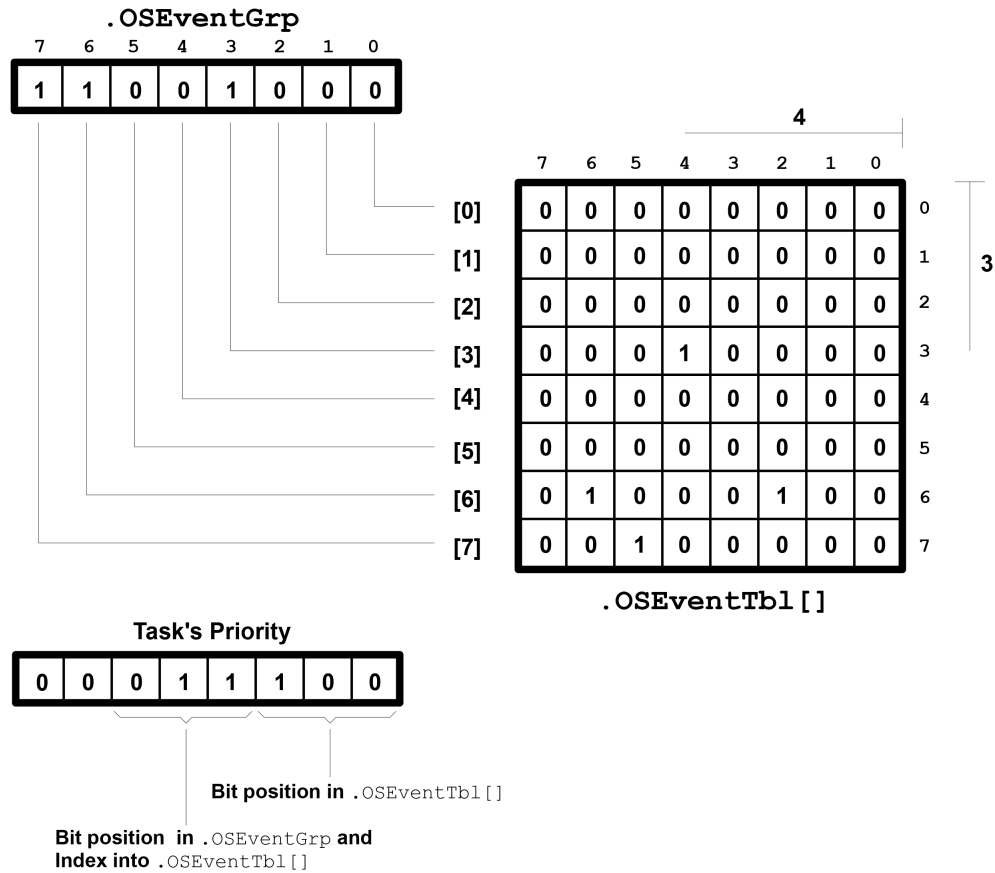 .OSEventGrp
7 6 5 4 3 2 1 0
1 1 0 0 1 0 0 0
4
7 6 5 4 3 2 1 0
[0] 0 0 0 0 0 0 0 0 0
[1] 0 0 0 0 0 0 0 0 1
3
[2] 0 0 0 0 0 0 0 0 2
[3] 0 0 0 1 0 0 0 0 3
[4] 0 0 0 0 0 0 0 0 4
[5] 0 0 0 0 0 0 0 0 5
[6] 0 1 0 0 0 1 0 0 6
[7] 0 0 1 0 0 0 0 0 7
.OSEventTbl[]
Task's Priority
0 0 0 1 1 1 0 0
Bit position in .OSEventTbl[]
Bit position in .OSEventGrp and
Index into .OSEventTbl[]